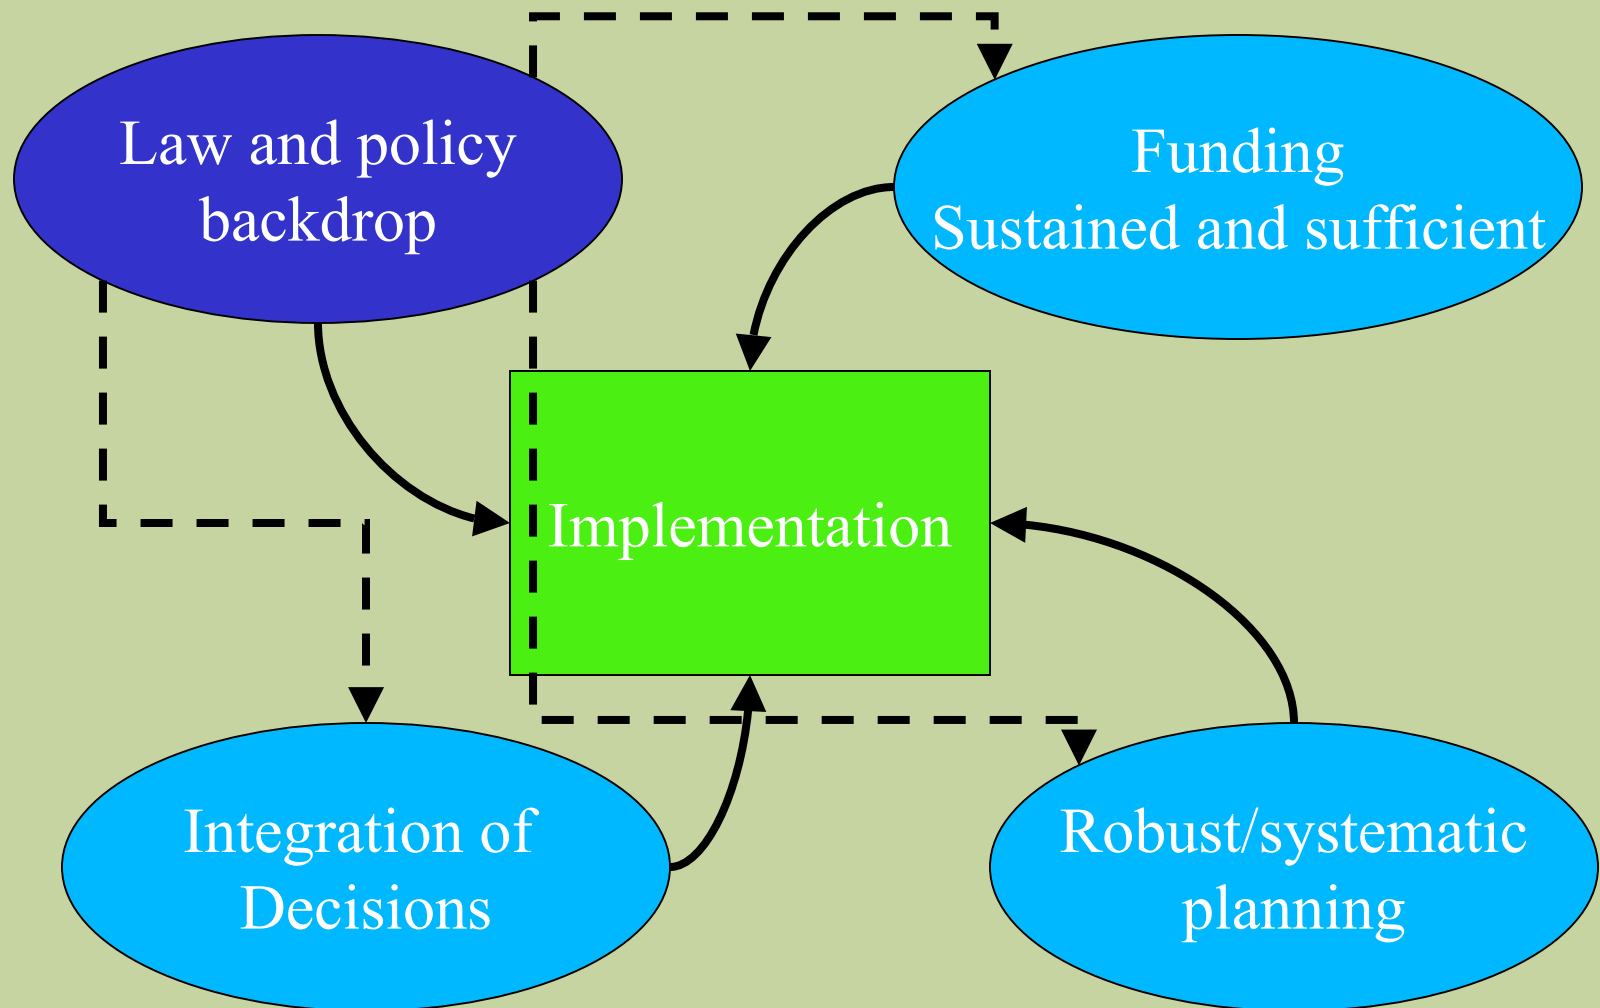 Law and policy
backdrop
Funding
Sustained and sufficient
Implementation
Integration of
Decisions
Robust/systematic
planning